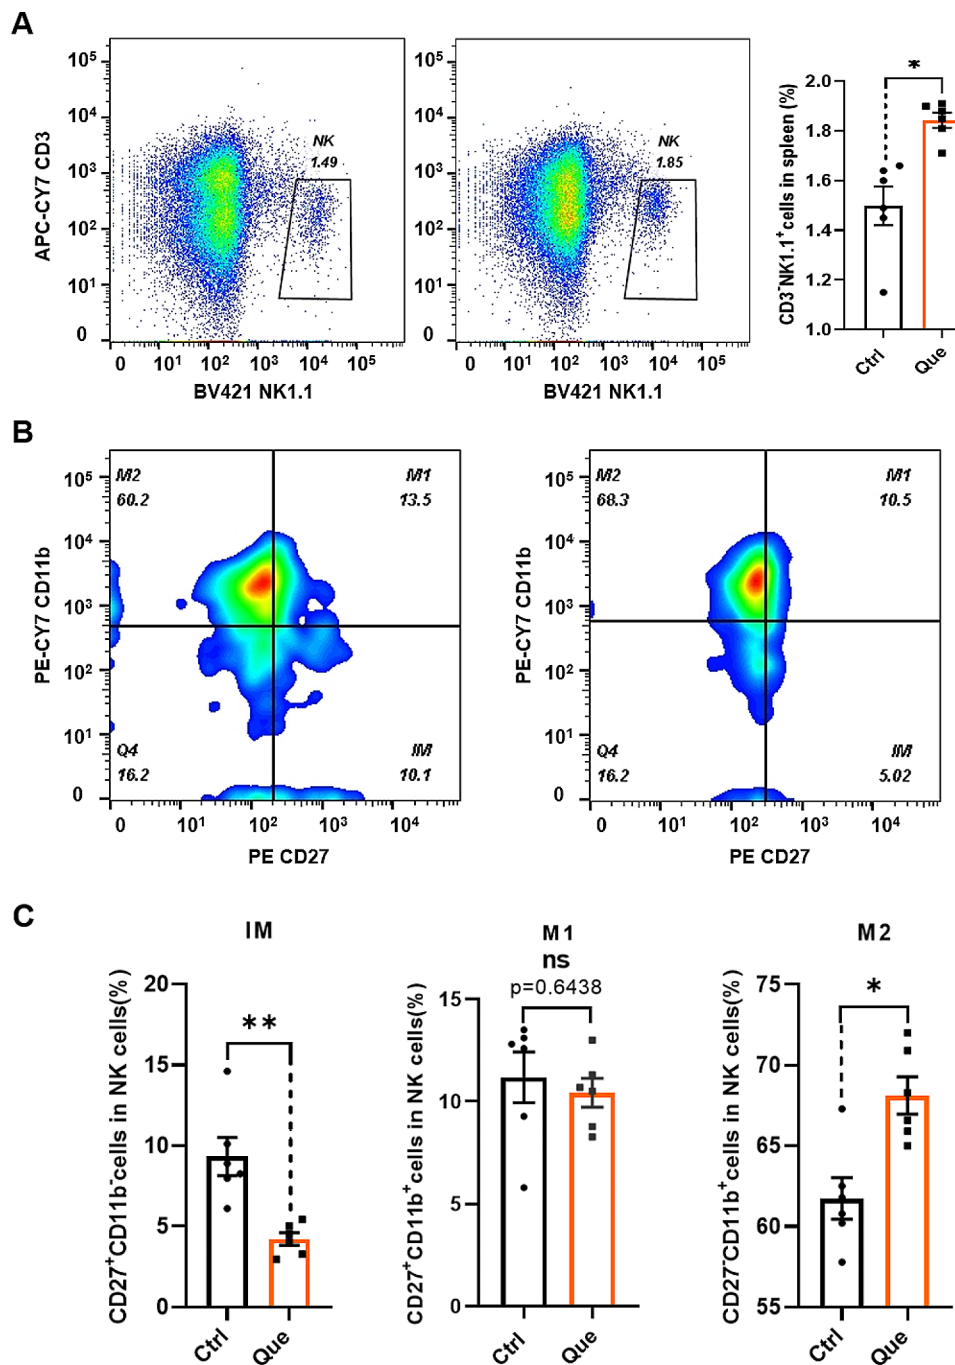 A
10⁵
10⁴
10³
10²
10¹
0
APC-CY7 CD3
NK
1.49
0
10¹
10²
10³
10⁴
10⁵
BV421 NK1.1
10⁵
10⁴
10³
10²
10¹
0
NK
1.85
0
10¹
10²
10³
10⁴
10⁵
BV421 NK1.1
CD3⁻NK1.1⁺cells in spleen (%)
2.0
1.8
1.6
1.4
1.2
1.0
*
Ctrl
Que
B
PE-CY7 CD11b
10⁵
10⁴
10³
10²
10¹
0
M2
60.2
M1
13.5
Q4
16.2
IM
10.1
0
10¹
10²
10³
10⁴
PE CD27
PE-CY7 CD11b
10⁵
10⁴
10³
10²
10¹
0
M2
68.3
M1
10.5
Q4
16.2
IM
5.02
0
10¹
10²
10³
10⁴
PE CD27
C
IM
CD27⁺CD11b⁻cells in NK cells(%)
20
15
10
5
0
**
Ctrl
Que
M1
ns
p=0.6438
CD27⁺CD11b⁺cells in NK cells(%)
15
10
5
0
Ctrl
Que
M2
CD27⁻CD11b⁺cells in NK cells(%)
75
70
65
60
55
*
Ctrl
Que